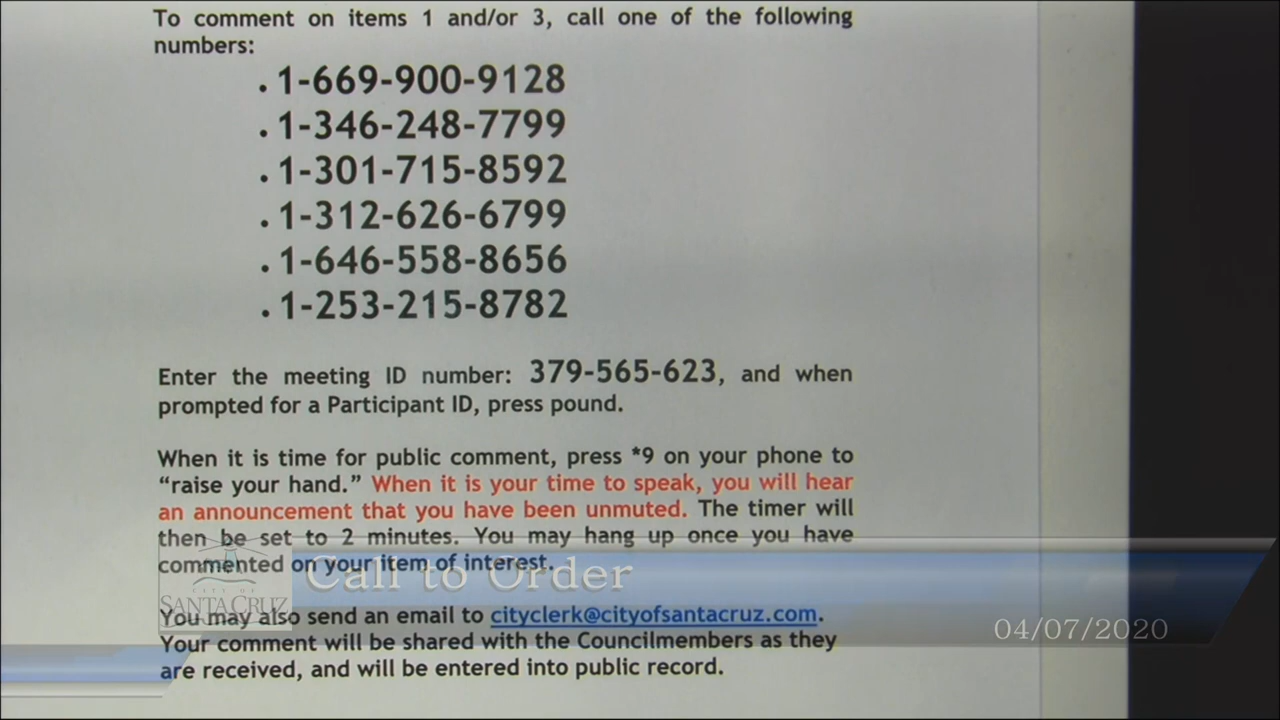 To comment on items 1 and/or 3, call one of the following
numbers:
. 1-669-900-9128
. 1-346-248-7799
. 1-301-715-8592
. 1-312-626-6799
. 1-646-558-8656
. 1-253-215-8782
Enter the meeting ID number: 379-565-623, and when
prompted for a Participant ID, press pound.
When it is time for public comment, press *9 on your phone to
“raise your hand.” When it is your time to speak, you will hear
an announcement that you have been unmuted. The timer will
then be set to 2 minutes. You may hang up once you have
commented on your item of interest.
Call to Order
CITY OF
SANTA CRUZ
You may also send an email to cityclerk@cityofsantacruz.com.
04/07/2020
Your comment will be shared with the Councilmembers as they
are received, and will be entered into public record.